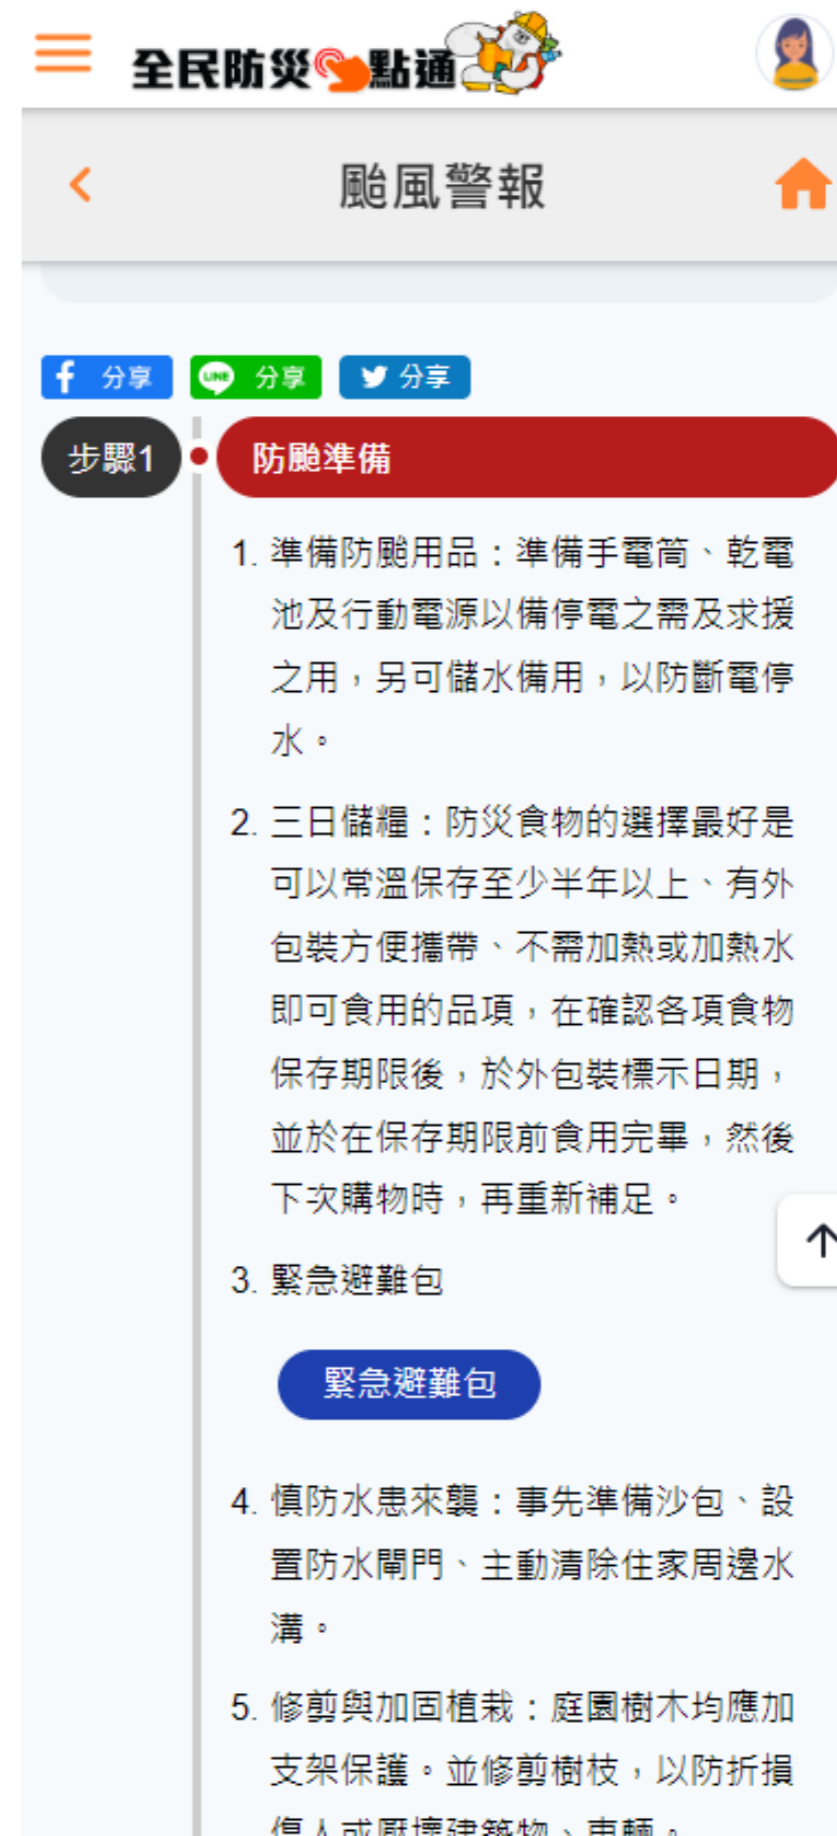 全民防災 點通
颱風警報
分享 LINE 分享 分享
步驟1 防颱準備
1. 準備防颱用品：準備手電筒、乾電
池及行動電源以備停電之需及求援
之用，另可儲水備用，以防斷電停
水。
2. 三日儲糧：防災食物的選擇最好是
可以常溫保存至少半年以上、有外
包裝方便攜帶、不需加熱或加熱水
即可食用的品項，在確認各項食物
保存期限後，於外包裝標示日期，
並於在保存期限前食用完畢，然後
下次購物時，再重新補足。
3. 緊急避難包
緊急避難包
4. 慎防水患來襲：事先準備沙包、設
置防水閘門、主動清除住家周邊水
溝。
5. 修剪與加固植栽：庭園樹木均應加
支架保護。並修剪樹枝，以防折損
傷人或壓壞建築物、車輛。